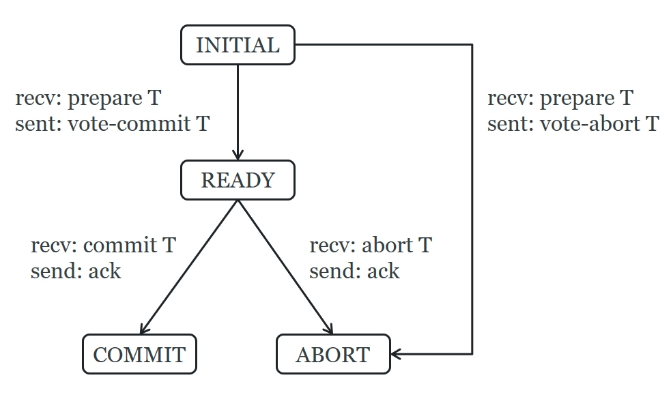 INITIAL
recv: prepare T
sent: vote-commit T
recv: prepare T
sent: vote-abort T
READY
recv: commit T
send: ack
recv: abort T
send: ack
COMMIT
ABORT